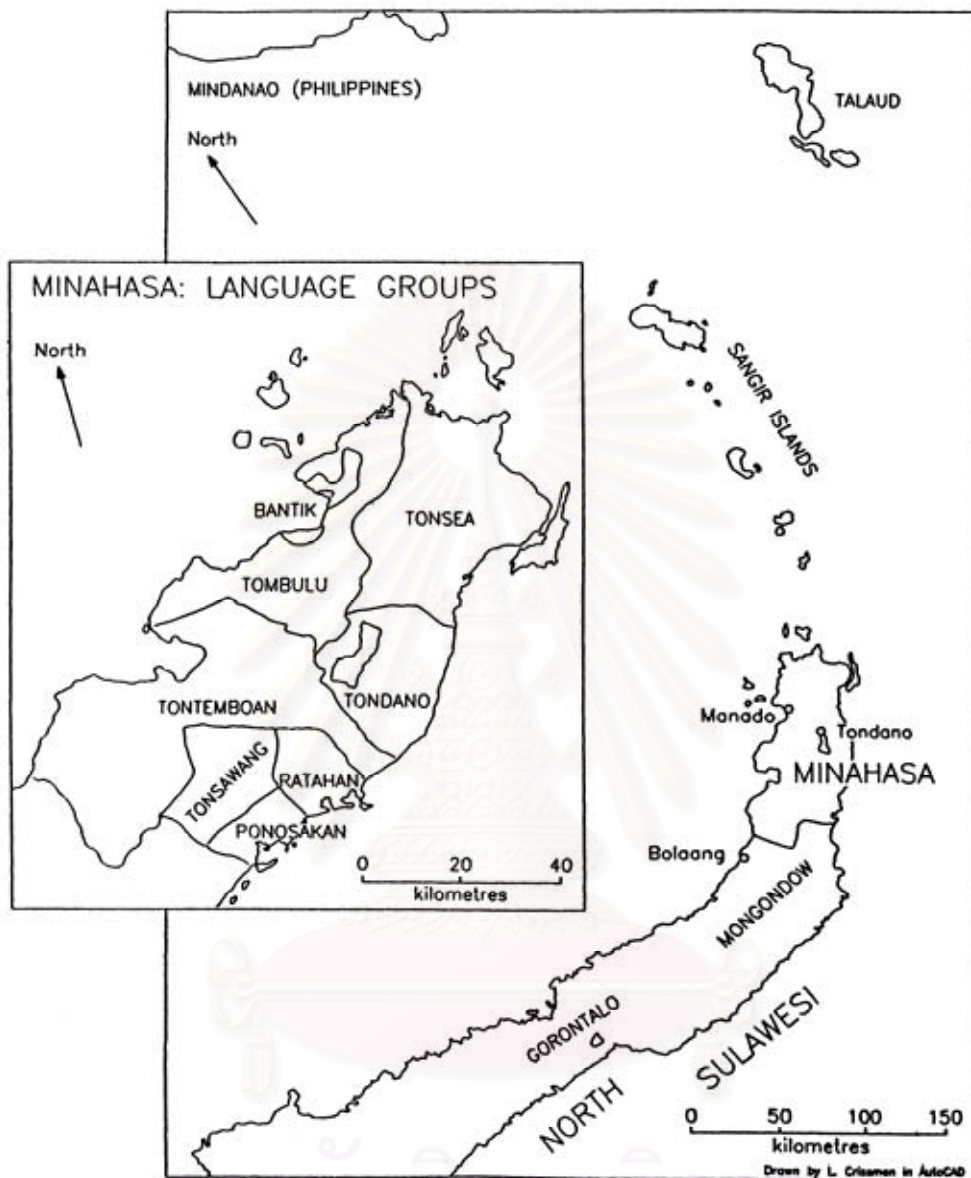 MINDANAO (PHILIPPINES)
North
TALAUD
MINAHASA: LANGUAGE GROUPS
North
BANTIK
TONSEA
TOMBULU
TONDANO
TONTEMBOAN
TONSAWANG
RATAHAN
PONOSAKAN
0 20 40
kilometres
SANGIR ISLANDS
Manado
Tondano
MINAHASA
Bolaang
MONGONDOW
GORONTALO
NORTH SULAWESI
0 50 100 150
kilometres
Drawn by L. Crissman in AutoCAD